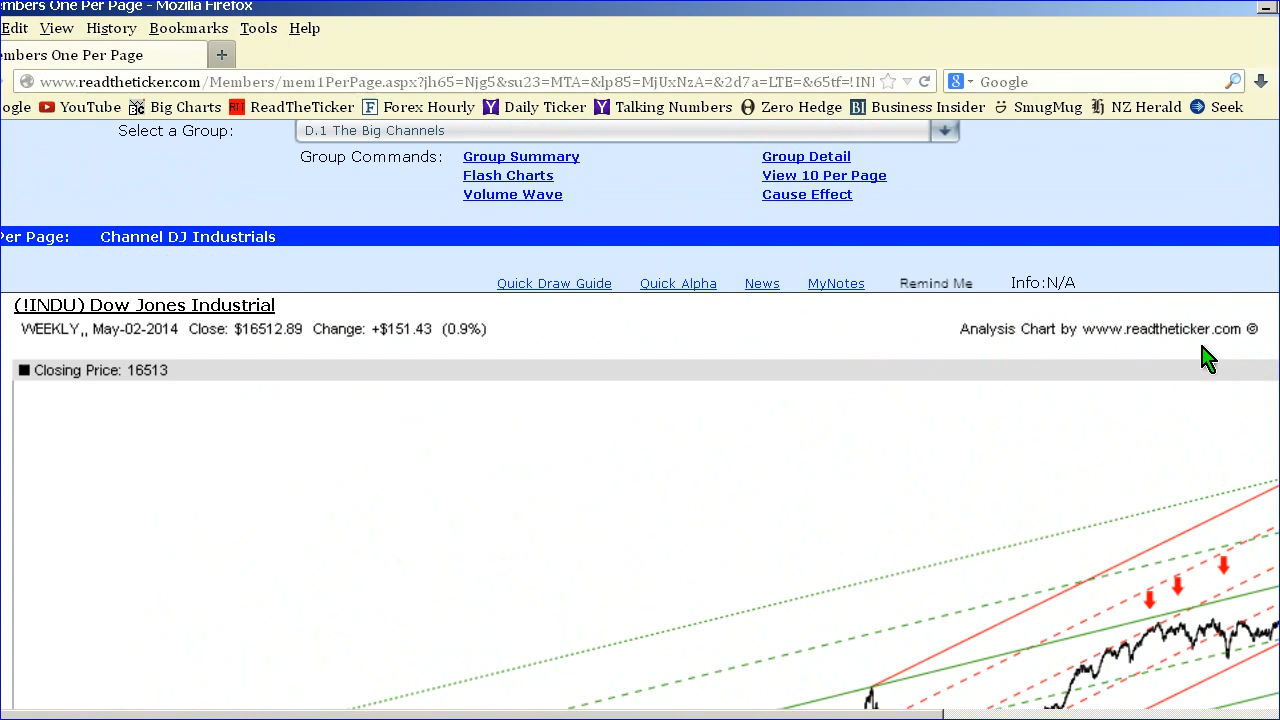 mbers One Per Page - Mozilla Firefox
Edit View History Bookmarks Tools Help
mbers One Per Page +
www.readtheticker.com/Members/mem1PerPage.aspx?jh65=Njg5&su23=MTA=&lp85=MjUxNzA=&2d7a=LTE=&65tf=!INI Google
ogle YouTube Big Charts ReadTheTicker Forex Hourly Daily Ticker Talking Numbers Zero Hedge Business Insider SmugMug NZ Herald Seek
Select a Group: D.1 The Big Channels
Group Commands: Group Summary Group Detail
Flash Charts View 10 Per Page
Volume Wave Cause Effect
Per Page: Channel DJ Industrials
Quick Draw Guide Quick Alpha News MyNotes Remind Me Info:N/A
(!INDU) Dow Jones Industrial
WEEKLY,, May-02-2014 Close: $16512.89 Change: +$151.43 (0.9%) Analysis Chart by www.readtheticker.com ©
Closing Price: 16513